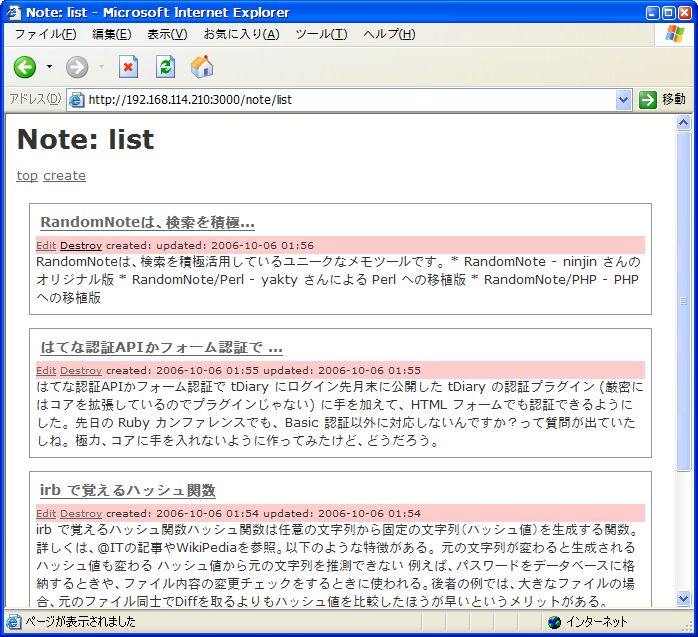 Note: list - Microsoft Internet Explorer
ファイル(F) 編集(E) 表示(V) お気に入り(A) ツール(T) ヘルプ(H)
アドレス(D) http://192.168.114.210:3000/note/list 移動
Note: list
top create
RandomNoteは、検索を積極...
Edit Destroy created: updated: 2006-10-06 01:56
RandomNoteは、検索を積極活用しているユニークなメモツールです。 * RandomNote - ninjin さんの
オリジナル版 * RandomNote/Perl - yakty さんによる Perl への移植版 * RandomNote/PHP - PHP
への移植版
はてな認証APIかフォーム認証で ...
Edit Destroy created: 2006-10-06 01:55 updated: 2006-10-06 01:55
はてな認証APIかフォーム認証で tDiary にログイン先月末に公開した tDiary の認証プラグイン (厳密に
はコアを拡張しているのでプラグインじゃない) に手を加えて、 HTML フォームでも認証できるように
した。先日の Ruby カンファレンスでも、 Basic 認証以外に対応しないんですか？って質問が出ていた
しね。極力、コアに手を入れないように作ってみたけど、どうだろう。
irb で覚えるハッシュ関数
Edit Destroy created: 2006-10-06 01:54 updated: 2006-10-06 01:54
irb で覚えるハッシュ関数ハッシュ関数は任意の文字列から固定の文字列（ハッシュ値）を生成する関数。
詳しくは、@ITの記事やWikiPediaを参照。以下のような特徴がある。 元の文字列が変わると生成される
ハッシュ値も変わる ハッシュ値から元の文字列を推測できない 例えば、パスワードをデータベースに格
納するときや、ファイル内容の変更チェックをするときに使われる。後者の例では、大きなファイルの場
合、元のファイル同士でDiffを取るよりもハッシュ値を比較したほうが早いというメリットがある。
ページが表示されました インターネット